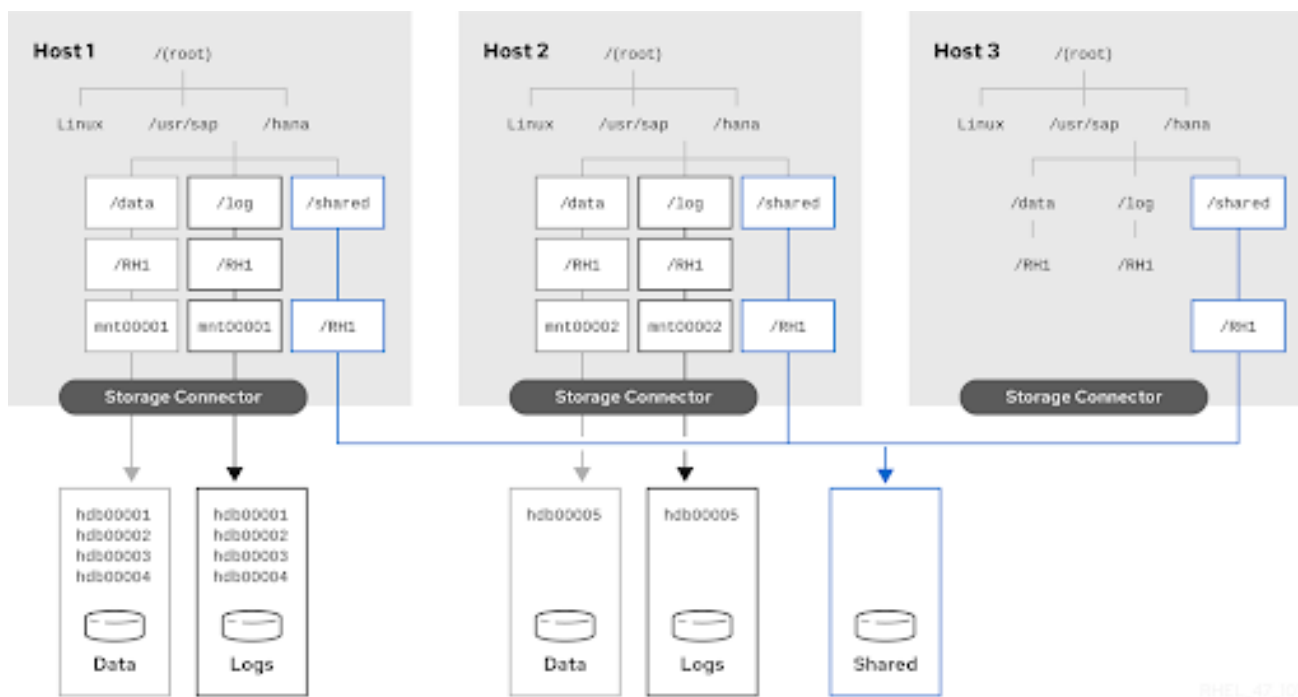 Host 1
/(root)
Linux
/usr/sap
/hana
/data
/log
/shared
/RH1
/RH1
mnt00001
mnt00001
/RH1
Storage Connector
Host 2
/(root)
Linux
/usr/sap
/hana
/data
/log
/shared
/RH1
/RH1
mnt00002
mnt00002
/RH1
Storage Connector
Host 3
/(root)
Linux
/usr/sap
/hana
/data
/log
/shared
/RH1
/RH1
/RH1
Storage Connector
hdb00001
hdb00002
hdb00003
hdb00004
Data
hdb00001
hdb00002
hdb00003
hdb00004
Logs
hdb00005
Data
hdb00005
Logs
Shared